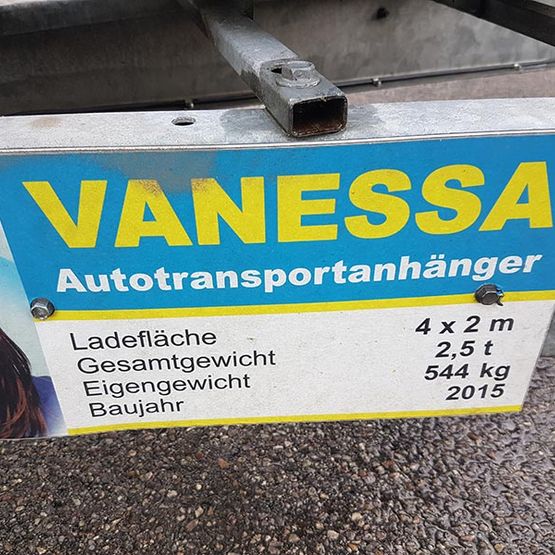 VANESSA
Autotransportanhänger
Ladefläche 4 x 2 m
Gesamtgewicht 2,5 t
Eigengewicht 544 kg
Baujahr 2015